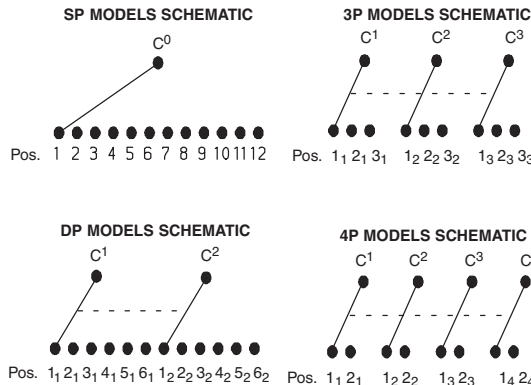 SP MODELS SCHEMATIC
C⁰
Pos. 1 2 3 4 5 6 7 8 9 10 11 12
3P MODELS SCHEMATIC
C¹ C² C³
Pos. 1₁ 2₁ 3₁ 1₂ 2₂ 3₂ 1₃ 2₃ 3₃
DP MODELS SCHEMATIC
C¹ C²
Pos. 1₁ 2₁ 3₁ 4₁ 5₁ 6₁ 1₂ 2₂ 3₂ 4₂ 5₂ 6₂
4P MODELS SCHEMATIC
C¹ C² C³ C
Pos. 1₁ 2₁ 1₂ 2₂ 1₃ 2₃ 1₄ 2₄